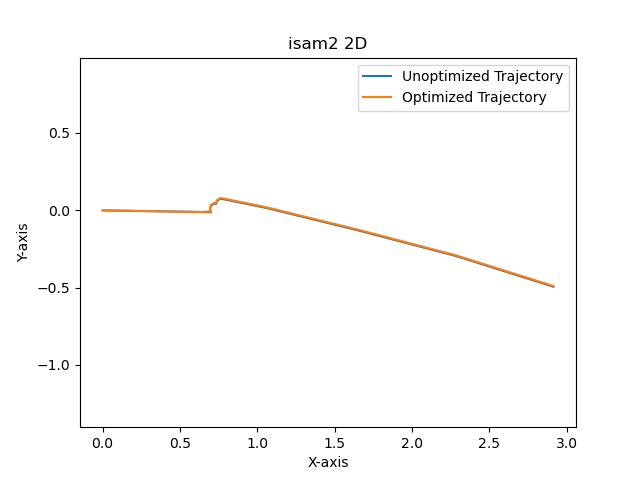 isam2 2D
Unoptimized Trajectory
Optimized Trajectory
0.5
0.0
−0.5
−1.0
Y-axis
0.0 0.5 1.0 1.5 2.0 2.5 3.0
X-axis